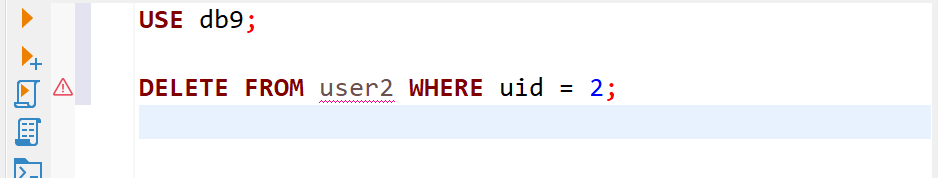 USE db9;
DELETE FROM user2 WHERE uid = 2;